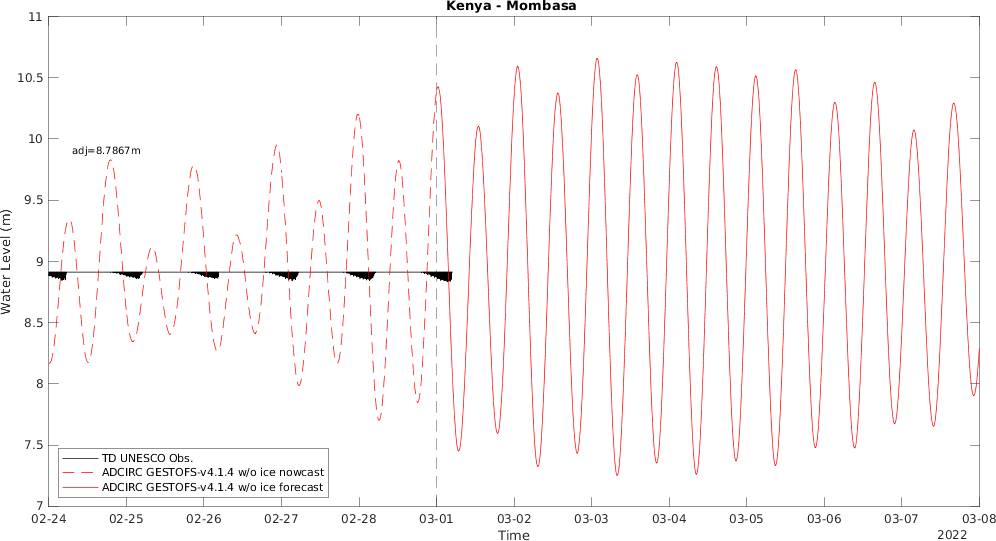 Kenya - Mombasa
11
10.5
10
9.5
9
8.5
8
7.5
7
Water Level (m)
adj=8.7867m
TD UNESCO Obs.
ADCIRC GESTOFS-v4.1.4 w/o ice nowcast
ADCIRC GESTOFS-v4.1.4 w/o ice forecast
02-24 02-25 02-26 02-27 02-28 03-01 03-02 03-03 03-04 03-05 03-06 03-07 03-08
Time
2022